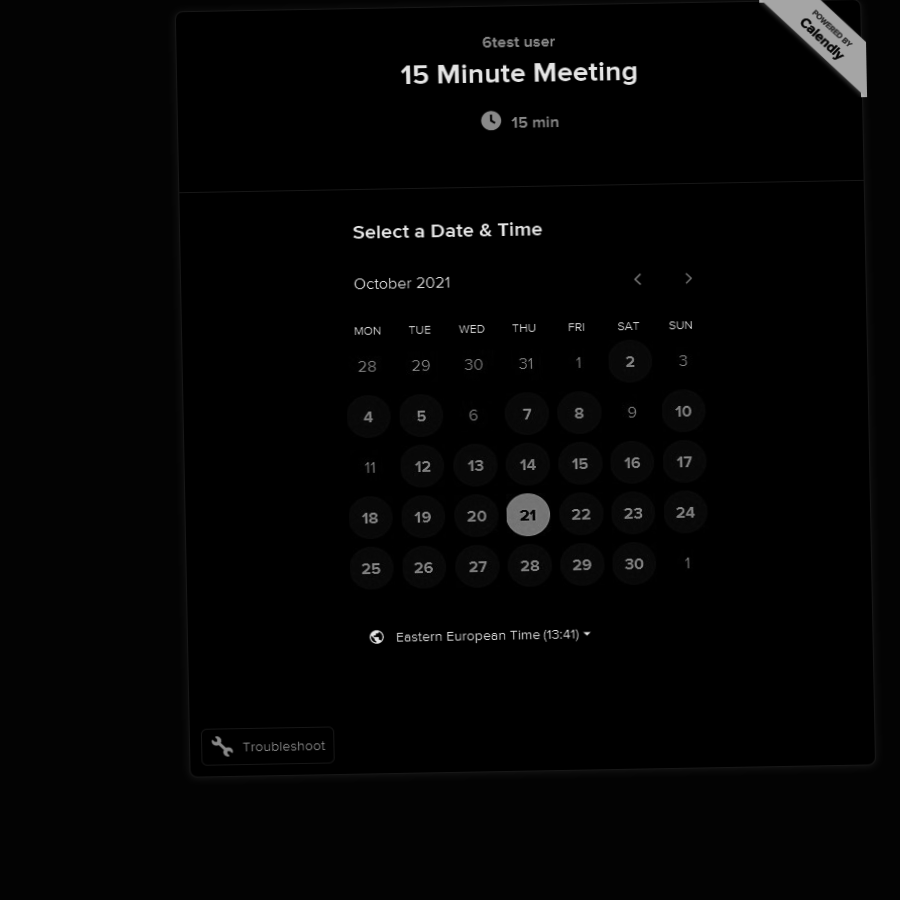 6test user
POWERED BY
Calendly
15 Minute Meeting
15 min
Select a Date & Time
October 2021
MON TUE WED THU FRI SAT SUN
28 29 30 31 1 2 3
4 5 6 7 8 9 10
11 12 13 14 15 16 17
18 19 20 21 22 23 24
25 26 27 28 29 30 1
Eastern European Time (13:41)
Troubleshoot